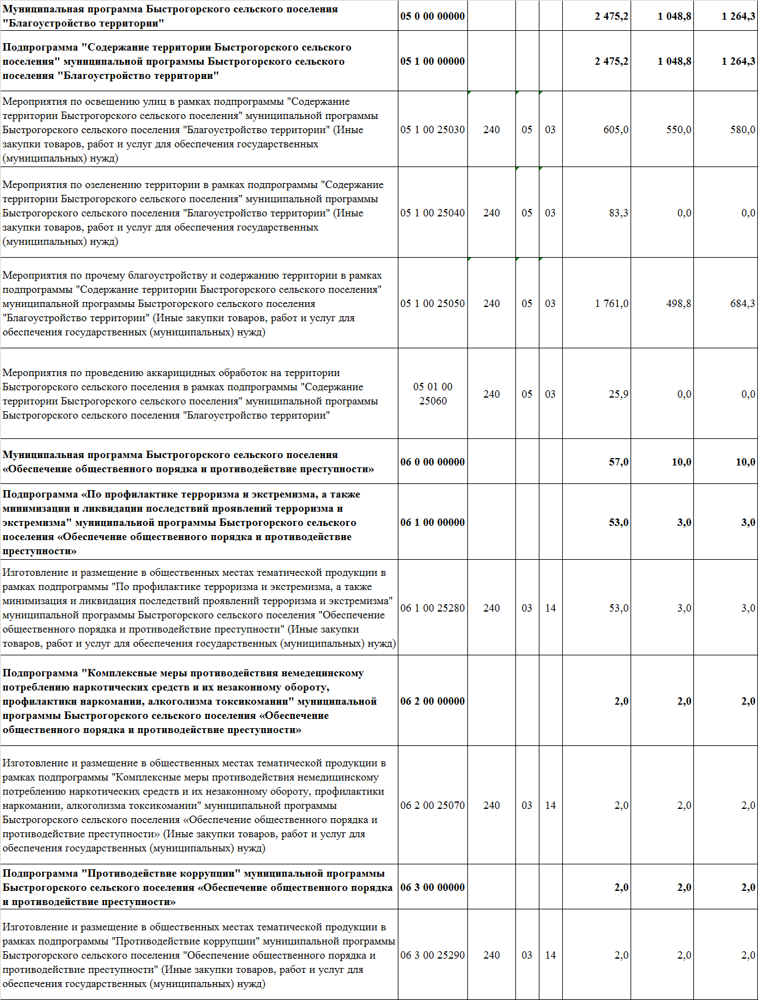 Муниципальная программа Быстрогорского сельского поселения
"Благоустройство территории"
05 0 00 00000 2 475,2 1 048,8 1 264,3
Подпрограмма "Содержание территории Быстрогорского сельского
поселения" муниципальной программы Быстрогорского сельского
поселения "Благоустройство территории"
05 1 00 00000 2 475,2 1 048,8 1 264,3
Мероприятия по освещению улиц в рамках подпрограммы "Содержание
территории Быстрогорского сельского поселения" муниципальной программы
Быстрогорского сельского поселения "Благоустройство территории" (Иные
закупки товаров, работ и услуг для обеспечения государственных
(муниципальных) нужд)
05 1 00 25030 240 05 03 605,0 550,0 580,0
Мероприятия по озеленению территории в рамках подпрограммы "Содержание
территории Быстрогорского сельского поселения" муниципальной программы
Быстрогорского сельского поселения "Благоустройство территории" (Иные
закупки товаров, работ и услуг для обеспечения государственных
(муниципальных) нужд)
05 1 00 25040 240 05 03 83,3 0,0 0,0
Мероприятия по прочему благоустройству и содержанию территории в рамках
подпрограммы "Содержание территории Быстрогорского сельского поселения"
муниципальной программы Быстрогорского сельского поселения
"Благоустройство территории" (Иные закупки товаров, работ и услуг для
обеспечения государственных (муниципальных) нужд)
05 1 00 25050 240 05 03 1 761,0 498,8 684,3
Мероприятия по проведению аккарицидных обработок на территории
Быстрогорского сельского поселения в рамках подпрограммы "Содержание
территории Быстрогорского сельского поселения" муниципальной программы
Быстрогорского сельского поселения "Благоустройство территории"
05 01 00
25060
240 05 03 25,9 0,0 0,0
Муниципальная программа Быстрогорского сельского поселения
«Обеспечение общественного порядка и противодействие преступности»
06 0 00 00000 57,0 10,0 10,0
Подпрограмма «По профилактике терроризма и экстремизма, а также
минимизации и ликвидации последствий проявлений терроризма и
экстремизма" муниципальной программы Быстрогорского сельского
поселения «Обеспечение общественного порядка и противодействие
преступности»
06 1 00 00000 53,0 3,0 3,0
Изготовление и размещение в общественных местах тематической продукции в
рамках подпрограммы "По профилактике терроризма и экстремизма, а также
минимизация и ликвидация последствий проявлений терроризма и экстремизма"
муниципальной программы Быстрогорского сельского поселения "Обеспечение
общественного порядка и противодействие преступности" (Иные закупки
товаров, работ и услуг для обеспечения государственных (муниципальных) нужд)
06 1 00 25280 240 03 14 53,0 3,0 3,0
Подпрограмма "Комплексные меры противодействия немедецинскому
потреблению наркотических средств и их незаконному обороту,
профилактики наркомании, алкоголизма токсикомании" муниципальной
программы Быстрогорского сельского поселения «Обеспечение
общественного порядка и противодействие преступности»
06 2 00 00000 2,0 2,0 2,0
Изготовление и размещение в общественных местах тематической продукции в
рамках подпрограммы "Комплексные меры противодействия немедицинскому
потреблению наркотических средств и их незаконному обороту, профилактики
наркомании, алкоголизма токсикомании" муниципальной программы
Быстрогорского сельского поселения «Обеспечение общественного порядка и
противодействие преступности» (Иные закупки товаров, работ и услуг для
обеспечения государственных (муниципальных) нужд)
06 2 00 25070 240 03 14 2,0 2,0 2,0
Подпрограмма "Противодействие коррупции" муниципальной программы
Быстрогорского сельского поселения «Обеспечение общественного порядка
и противодействие преступности»
06 3 00 00000 2,0 2,0 2,0
Изготовление и размещение в общественных местах тематической продукции в
рамках подпрограммы "Противодействие коррупции" муниципальной программы
Быстрогорского сельского поселения "Обеспечение общественного порядка и
противодействие преступности" (Иные закупки товаров, работ и услуг для
обеспечения государственных (муниципальных) нужд)
06 3 00 25290 240 03 14 2,0 2,0 2,0